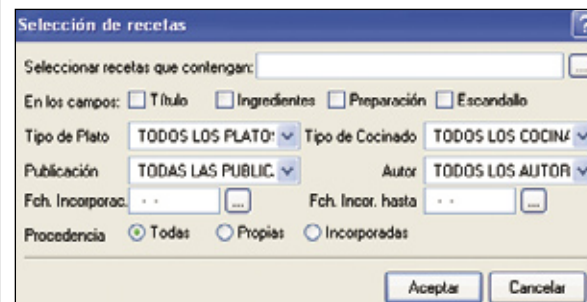 Selección de recetas ?
Seleccionar recetas que contengan: ...
En los campos: Título Ingredientes Preparación Escandallo
Tipo de Plato TODOS LOS PLATO: Tipo de Cocinado TODOS LOS COCINA
Publicación TODAS LAS PUBLIC. Autor TODOS LOS AUTOR
Fch. Incorporac. - - ... Fch. Incor. hasta - - ...
Procedencia Todas Propias Incorporadas
Aceptar Cancelar